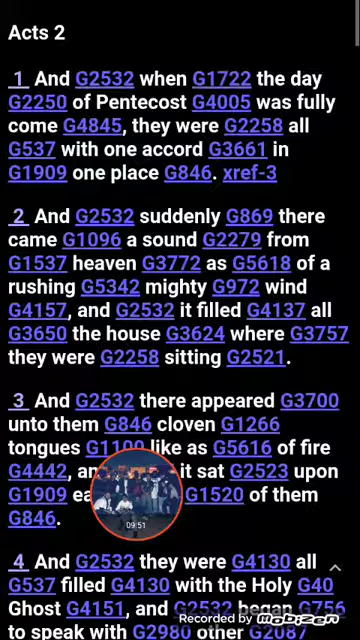 Acts 2
1 And G2532 when G1722 the day
G2250 of Pentecost G4005 was fully
come G4845, they were G2258 all
G537 with one accord G3661 in
G1909 one place G846. xref-3
2 And G2532 suddenly G869 there
came G1096 a sound G2279 from
G1537 heaven G3772 as G5618 of a
rushing G5342 mighty G972 wind
G4157, and G2532 it filled G4137 all
G3650 the house G3624 where G3757
they were G2258 sitting G2521.
3 And G2532 there appeared G3700
unto them G846 cloven G1266
tongues G1100 like as G5616 of fire
G4442, it sat G2523 upon
G1909 G1520 of them
G846.
09:51
4 And G2532 they were G4130 all
G537 filled G4130 with the Holy G40
Ghost G4151, and G2532 began G756
to speak with G2980 other
Recorded by MOBIZEN